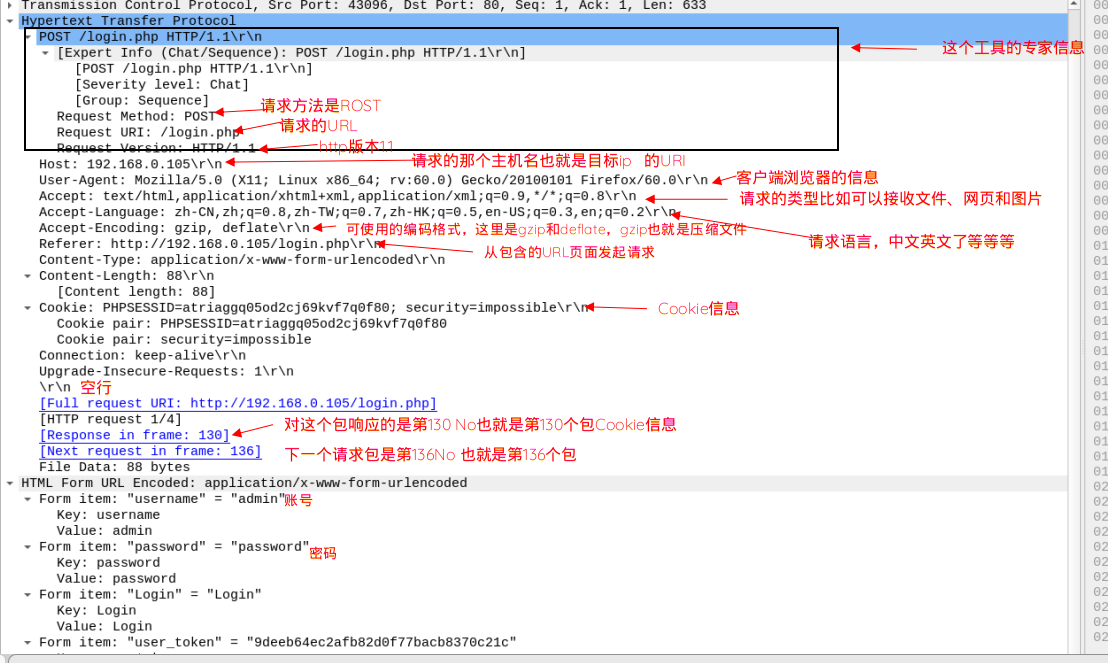 Transmission Control Protocol, Src Port: 43096, Dst Port: 80, Seq: 1, Ack: 1, Len: 633
Hypertext Transfer Protocol
POST /login.php HTTP/1.1\r\n
这个工具的专家信息
[Expert Info (Chat/Sequence): POST /login.php HTTP/1.1\r\n]
[POST /login.php HTTP/1.1\r\n]
[Severity level: Chat]
[Group: Sequence]
Request Method: POST 请求方法是ROST
Request URI: /login.php 请求的URL
Request Version: HTTP/1.1 http版本1.1
Host: 192.168.0.105\r\n 请求的那个主机名也就是目标ip 的URl
User-Agent: Mozilla/5.0 (X11; Linux x86_64; rv:60.0) Gecko/20100101 Firefox/60.0\r\n 客户端浏览器的信息
Accept: text/html,application/xhtml+xml,application/xml;q=0.9,*/*;q=0.8\r\n 请求的类型比如可以接收文件、网页和图片
Accept-Language: zh-CN,zh;q=0.8,zh-TW;q=0.7,zh-HK;q=0.5,en-US;q=0.3,en;q=0.2\r\n
Accept-Encoding: gzip, deflate\r\n 可使用的编码格式，这里是gzip和deflate，gzip也就是压缩文件
请求语言，中文英文了等等等
Referer: http://192.168.0.105/login.php\r\n 从包含的URL页面发起请求
Content-Type: application/x-www-form-urlencoded\r\n
Content-Length: 88\r\n
[Content length: 88]
Cookie: PHPSESSID=atriaggq05od2cj69kvf7q0f80; security=impossible\r\n Cookie信息
Cookie pair: PHPSESSID=atriaggq05od2cj69kvf7q0f80
Cookie pair: security=impossible
Connection: keep-alive\r\n
Upgrade-Insecure-Requests: 1\r\n
\r\n 空行
[Full request URI: http://192.168.0.105/login.php]
[HTTP request 1/4]
[Response in frame: 130] 对这个包响应的是第130 No也就是第130个包Cookie信息
[Next request in frame: 136] 下一个请求包是第136No 也就是第136个包
File Data: 88 bytes
HTML Form URL Encoded: application/x-www-form-urlencoded
Form item: "username" = "admin" 账号
Key: username
Value: admin
Form item: "password" = "password" 密码
Key: password
Value: password
Form item: "Login" = "Login"
Key: Login
Value: Login
Form item: "user_token" = "9deeb64ec2afb82d0f77bacb8370c21c"